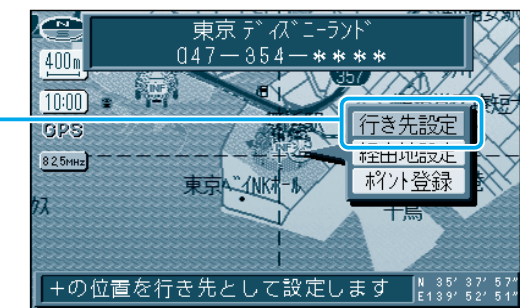 東京ディズニーランド
047-354-****
400m
10:00
GPS
82.5MHz
357
行き先設定
経由地設定
ポイント登録
東京ベイNKホール
千鳥
+の位置を行き先として設定します
N 35° 37' 57"
E139° 52' 51"